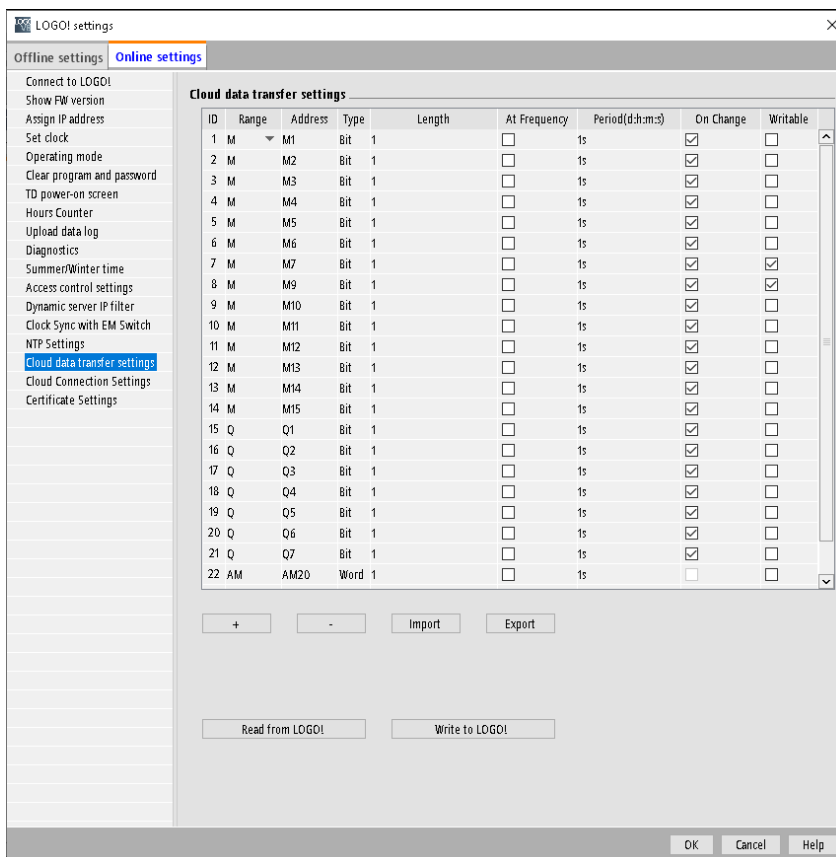 LOGO! settings
Offline settings Online settings
Connect to LOGO!
Show FW version
Assign IP address
Set clock
Operating mode
Clear program and password
TD power-on screen
Hours Counter
Upload data log
Diagnostics
Summer/Winter time
Access control settings
Dynamic server IP filter
Clock Sync with EM Switch
NTP Settings
Cloud data transfer settings
Cloud Connection Settings
Certificate Settings
Cloud data transfer settings
ID Range Address Type Length At Frequency Period(d:h:m:s) On Change Writable
1 M M1 Bit 1 1s
2 M M2 Bit 1 1s
3 M M3 Bit 1 1s
4 M M4 Bit 1 1s
5 M M5 Bit 1 1s
6 M M6 Bit 1 1s
7 M M7 Bit 1 1s
8 M M9 Bit 1 1s
9 M M10 Bit 1 1s
10 M M11 Bit 1 1s
11 M M12 Bit 1 1s
12 M M13 Bit 1 1s
13 M M14 Bit 1 1s
14 M M15 Bit 1 1s
15 Q Q1 Bit 1 1s
16 Q Q2 Bit 1 1s
17 Q Q3 Bit 1 1s
18 Q Q4 Bit 1 1s
19 Q Q5 Bit 1 1s
20 Q Q6 Bit 1 1s
21 Q Q7 Bit 1 1s
22 AM AM20 Word 1 1s
+ - Import Export
Read from LOGO! Write to LOGO!
OK Cancel Help